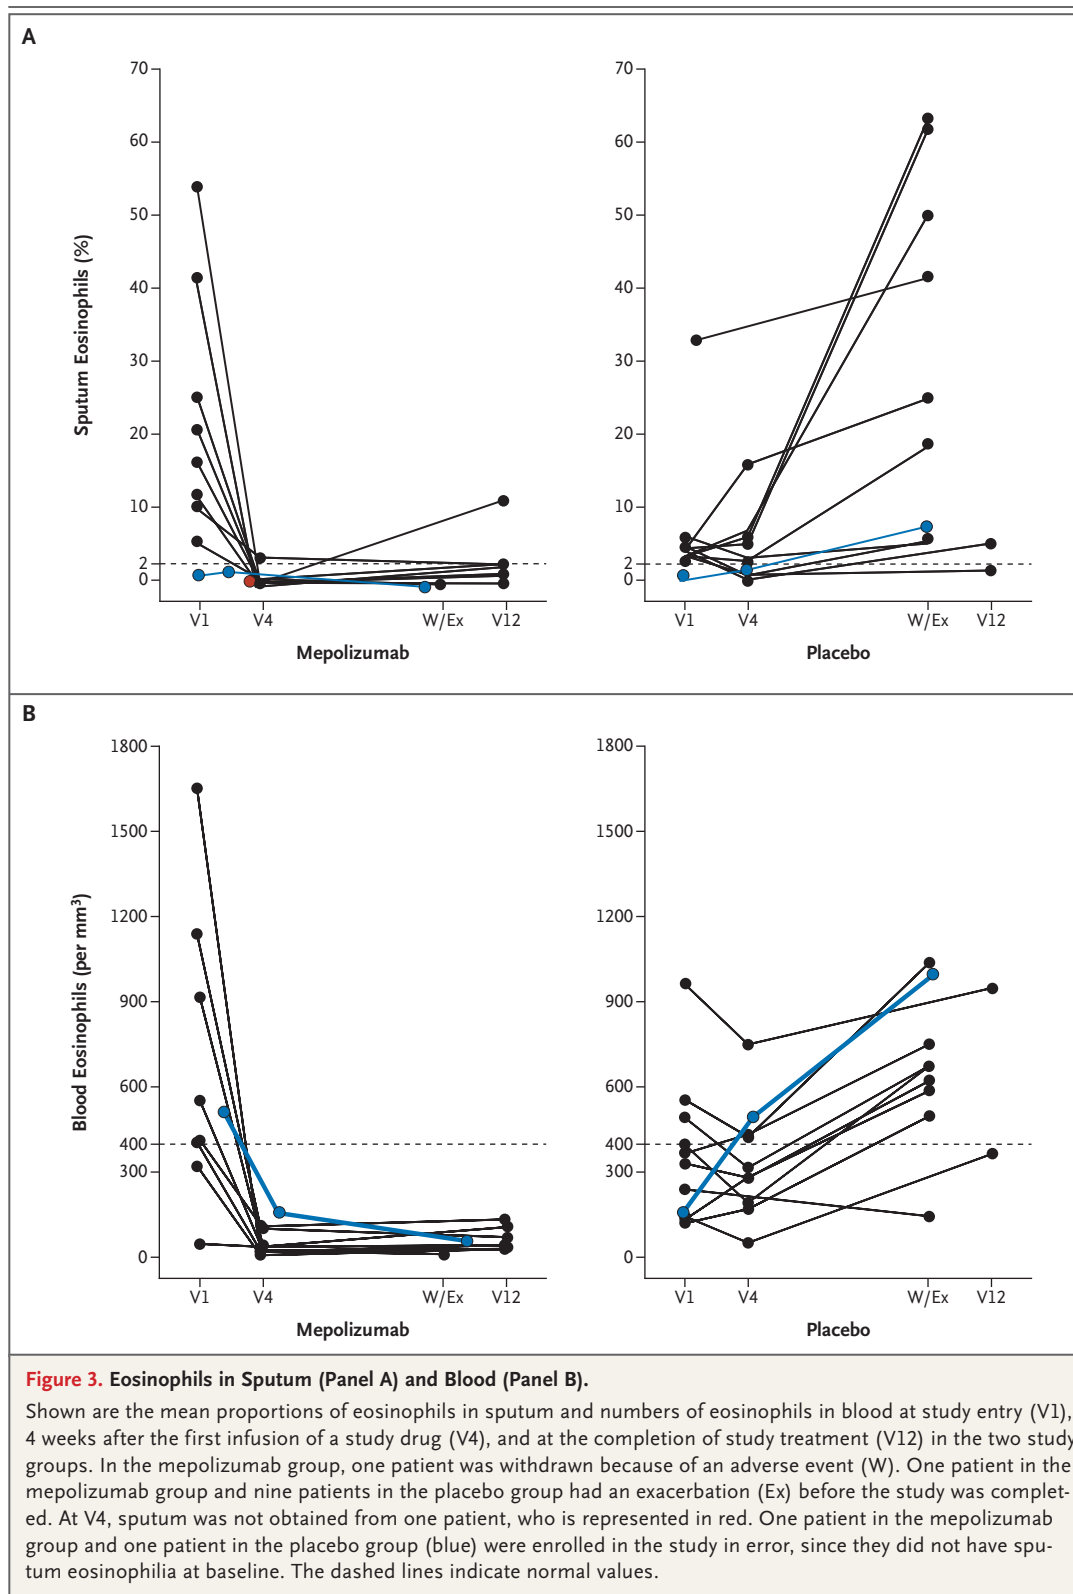 A
70
60
50
40
30
20
10
2
0
Sputum Eosinophils (%)
V1 V4 W/Ex V12
Mepolizumab
70
60
50
40
30
20
10
2
0
V1 V4 W/Ex V12
Placebo
B
1800
1500
1200
900
600
400
300
0
Blood Eosinophils (per mm³)
V1 V4 W/Ex V12
Mepolizumab
1800
1500
1200
900
600
400
300
0
V1 V4 W/Ex V12
Placebo
Figure 3. Eosinophils in Sputum (Panel A) and Blood (Panel B).
Shown are the mean proportions of eosinophils in sputum and numbers of eosinophils in blood at study entry (V1),
4 weeks after the first infusion of a study drug (V4), and at the completion of study treatment (V12) in the two study
groups. In the mepolizumab group, one patient was withdrawn because of an adverse event (W). One patient in the
mepolizumab group and nine patients in the placebo group had an exacerbation (Ex) before the study was complet-
ed. At V4, sputum was not obtained from one patient, who is represented in red. One patient in the mepolizumab
group and one patient in the placebo group (blue) were enrolled in the study in error, since they did not have spu-
tum eosinophilia at baseline. The dashed lines indicate normal values.